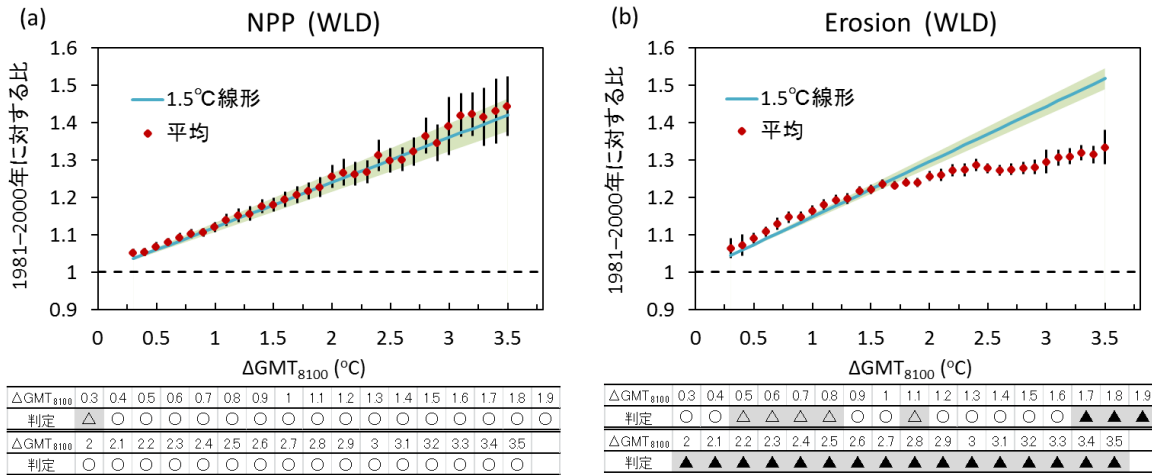 (a)
NPP (WLD)
1981–2000年に対する比
1.6
1.5
1.4
1.3
1.2
1.1
1
0.9
1.5℃線形
平均
0 0.5 1 1.5 2 2.5 3 3.5
ΔGMT8100 (℃)
△GMT8100 0.3 0.4 0.5 0.6 0.7 0.8 0.9 1 1.1 1.2 1.3 1.4 1.5 1.6 1.7 1.8 1.9
判定 △ ○ ○ ○ ○ ○ ○ ○ ○ ○ ○ ○ ○ ○ ○ ○ ○
△GMT8100 2 2.1 2.2 2.3 2.4 2.5 2.6 2.7 2.8 2.9 3 3.1 3.2 3.3 3.4 3.5
判定 ○ ○ ○ ○ ○ ○ ○ ○ ○ ○ ○ ○ ○ ○ ○ ○
(b)
Erosion (WLD)
1981–2000年に対する比
1.6
1.5
1.4
1.3
1.2
1.1
1
0.9
1.5℃線形
平均
0 0.5 1 1.5 2 2.5 3 3.5
ΔGMT8100 (℃)
△GMT8100 0.3 0.4 0.5 0.6 0.7 0.8 0.9 1 1.1 1.2 1.3 1.4 1.5 1.6 1.7 1.8 1.9
判定 ○ ○ △ △ △ △ ○ ○ △ ○ ○ ○ ○ ○ ▲ ▲ ▲
△GMT8100 2 2.1 2.2 2.3 2.4 2.5 2.6 2.7 2.8 2.9 3 3.1 3.2 3.3 3.4 3.5
判定 ▲ ▲ ▲ ▲ ▲ ▲ ▲ ▲ ▲ ▲ ▲ ▲ ▲ ▲ ▲ ▲